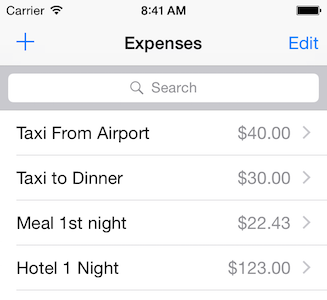 Carrier 8:41 AM
+ Expenses Edit
Search
Taxi From Airport $40.00
Taxi to Dinner $30.00
Meal 1st night $22.43
Hotel 1 Night $123.00